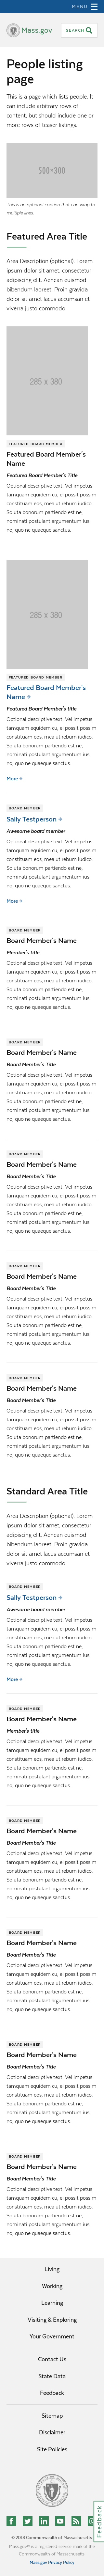 MENU
Mass.gov
SEARCH
People listing
page
This is a page which lists people. It
can include arbitrary rows of
content, but should contain one or
more rows of listing listings.
500×300
This is an optional caption that can wrap to
multiple lines.
Featured Area Title
Area Description (optional). Lorem
ipsum dolor sit amet, consectetur
adipiscing elit. Aenean euismod
bibendum laoreet. Proin gravida
dolor sit amet lacus accumsan et
viverra justo commodo.
285 x 380
FEATURED BOARD MEMBER
Featured Board Member's
Name
Featured Board Member's Title
Optional descriptive text. Vel impetus
tamquam equidem cu, ei possit possim
constituam eos, mea ut rebum iudico.
Soluta bonorum partiendo est ne,
nominati postulant argumentum ius
no, quo ne quaeque sanctus.
285 x 380
FEATURED BOARD MEMBER
Featured Board Member's
Name
Featured Board Member's title
Optional descriptive text. Vel impetus
tamquam equidem cu, ei possit possim
constituam eos, mea ut rebum iudico.
Soluta bonorum partiendo est ne,
nominati postulant argumentum ius
no, quo ne quaeque sanctus.
More +
BOARD MEMBER
Sally Testperson
Awesome board member
Optional descriptive text. Vel impetus
tamquam equidem cu, ei possit possim
constituam eos, mea ut rebum iudico.
Soluta bonorum partiendo est ne,
nominati postulant argumentum ius
no, quo ne quaeque sanctus.
More +
BOARD MEMBER
Board Member's Name
Member's title
Optional descriptive text. Vel impetus
tamquam equidem cu, ei possit possim
constituam eos, mea ut rebum iudico.
Soluta bonorum partiendo est ne,
nominati postulant argumentum ius
no, quo ne quaeque sanctus.
BOARD MEMBER
Board Member's Name
Board Member's Title
Optional descriptive text. Vel impetus
tamquam equidem cu, ei possit possim
constituam eos, mea ut rebum iudico.
Soluta bonorum partiendo est ne,
nominati postulant argumentum ius
no, quo ne quaeque sanctus.
BOARD MEMBER
Board Member's Name
Board Member's Title
Optional descriptive text. Vel impetus
tamquam equidem cu, ei possit possim
constituam eos, mea ut rebum iudico.
Soluta bonorum partiendo est ne,
nominati postulant argumentum ius
no, quo ne quaeque sanctus.
BOARD MEMBER
Board Member's Name
Board Member's Title
Optional descriptive text. Vel impetus
tamquam equidem cu, ei possit possim
constituam eos, mea ut rebum iudico.
Soluta bonorum partiendo est ne,
nominati postulant argumentum ius
no, quo ne quaeque sanctus.
BOARD MEMBER
Board Member's Name
Board Member's Title
Optional descriptive text. Vel impetus
tamquam equidem cu, ei possit possim
constituam eos, mea ut rebum iudico.
Soluta bonorum partiendo est ne,
nominati postulant argumentum ius
no, quo ne quaeque sanctus.
Standard Area Title
Area Description (optional). Lorem
ipsum dolor sit amet, consectetur
adipiscing elit. Aenean euismod
bibendum laoreet. Proin gravida
dolor sit amet lacus accumsan et
viverra justo commodo.
BOARD MEMBER
Sally Testperson
Awesome board member
Optional descriptive text. Vel impetus
tamquam equidem cu, ei possit possim
constituam eos, mea ut rebum iudico.
Soluta bonorum partiendo est ne,
nominati postulant argumentum ius
no, quo ne quaeque sanctus.
More +
BOARD MEMBER
Board Member's Name
Member's title
Optional descriptive text. Vel impetus
tamquam equidem cu, ei possit possim
constituam eos, mea ut rebum iudico.
Soluta bonorum partiendo est ne,
nominati postulant argumentum ius
no, quo ne quaeque sanctus.
BOARD MEMBER
Board Member's Name
Board Member's Title
Optional descriptive text. Vel impetus
tamquam equidem cu, ei possit possim
constituam eos, mea ut rebum iudico.
Soluta bonorum partiendo est ne,
nominati postulant argumentum ius
no, quo ne quaeque sanctus.
BOARD MEMBER
Board Member's Name
Board Member's Title
Optional descriptive text. Vel impetus
tamquam equidem cu, ei possit possim
constituam eos, mea ut rebum iudico.
Soluta bonorum partiendo est ne,
nominati postulant argumentum ius
no, quo ne quaeque sanctus.
BOARD MEMBER
Board Member's Name
Board Member's Title
Optional descriptive text. Vel impetus
tamquam equidem cu, ei possit possim
constituam eos, mea ut rebum iudico.
Soluta bonorum partiendo est ne,
nominati postulant argumentum ius
no, quo ne quaeque sanctus.
BOARD MEMBER
Board Member's Name
Board Member's Title
Optional descriptive text. Vel impetus
tamquam equidem cu, ei possit possim
constituam eos, mea ut rebum iudico.
Soluta bonorum partiendo est ne,
nominati postulant argumentum ius
no, quo ne quaeque sanctus.
Living
Working
Learning
Visiting & Exploring
Your Government
Contact Us
State Data
Feedback
Sitemap
Disclaimer
Site Policies
Feedback
© 2018 Commonwealth of Massachusetts.
Mass.gov® is a registered service mark of the
Commonwealth of Massachusetts.
Mass.gov Privacy Policy